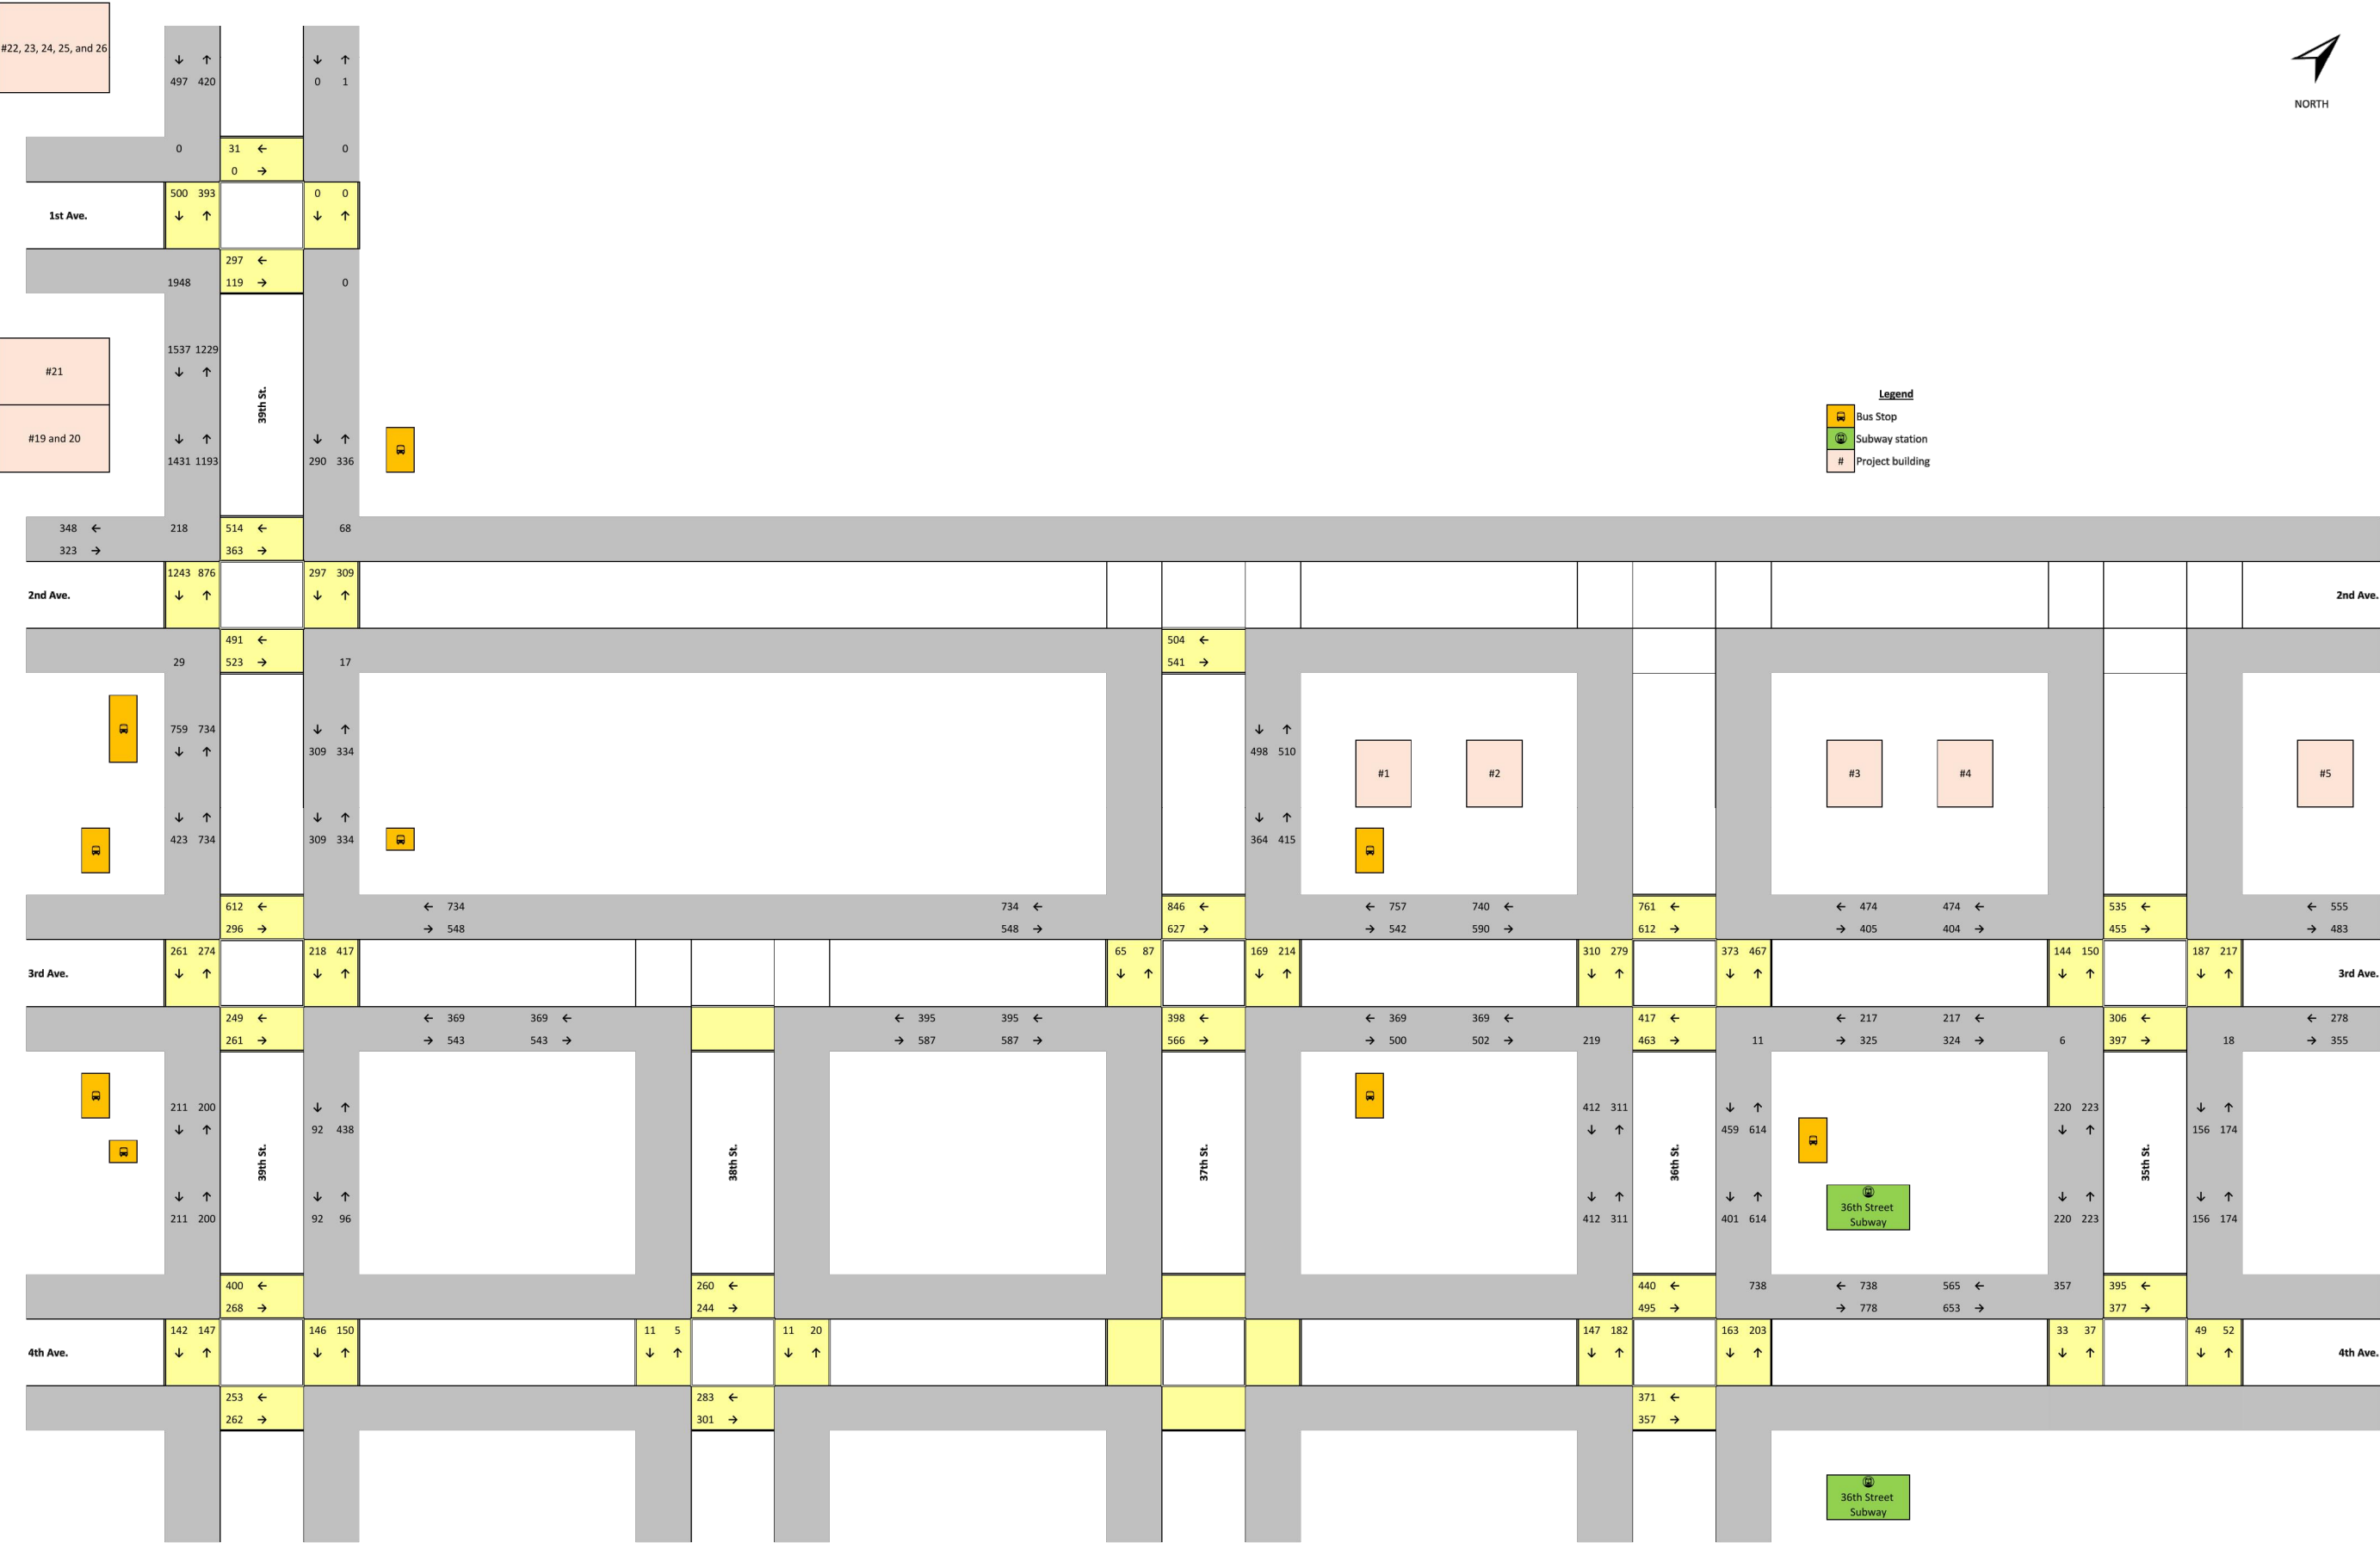 #22, 23, 24, 25, and 26
↓ ↑ ↓ ↑
497 420 0 1
NORTH
0 31 ← 0
0 →
500 393 0 0
1st Ave. ↓ ↑ ↓ ↑
297 ←
1948 119 → 0
1537 1229
#21 ↓ ↑
39th St.
Legend
Bus Stop
#19 and 20 ↓ ↑ ↓ ↑ Subway station
1431 1193 290 336 # Project building
348 ← 218 514 ← 68
323 → 363 →
1243 876 297 309
2nd Ave. ↓ ↑ ↓ ↑ 2nd Ave.
491 ← 504 ←
29 523 → 17 541 →
759 734 ↓ ↑ ↓ ↑
↓ ↑ 309 334 498 510
#1 #2 #3 #4 #5
↓ ↑ ↓ ↑ ↓ ↑
423 734 309 334 364 415
612 ← ← 734 734 ← 846 ← ← 757 740 ← 761 ← ← 474 474 ← 535 ← ← 555
296 → → 548 548 → 627 → → 542 590 → 612 → → 405 404 → 455 → → 483
261 274 218 417 65 87 169 214 310 279 373 467 144 150 187 217
3rd Ave. ↓ ↑ ↓ ↑ ↓ ↑ ↓ ↑ ↓ ↑ ↓ ↑ ↓ ↑ ↓ ↑ 3rd Ave.
249 ← ← 369 369 ← ← 395 395 ← 398 ← ← 369 369 ← 417 ← ← 217 217 ← 306 ← ← 278
261 → → 543 543 → → 587 587 → 566 → → 500 502 → 219 463 → 11 → 325 324 → 6 397 → 18 → 355
211 200 ↓ ↑ 412 311 ↓ ↑ 220 223 ↓ ↑
↓ ↑ 92 438 ↓ ↑ 459 614 ↓ ↑ 156 174
39th St. 38th St. 37th St. 36th St. 35th St.
↓ ↑ ↓ ↑ ↓ ↑ ↓ ↑ ↓ ↑ ↓ ↑
211 200 92 96 412 311 401 614 220 223 156 174
36th Street
Subway
400 ← 260 ← 440 ← 738 ← 738 565 ← 357 395 ←
268 → 244 → 495 → → 778 653 → 377 →
142 147 146 150 11 5 11 20 147 182 163 203 33 37 49 52
4th Ave. ↓ ↑ ↓ ↑ ↓ ↑ ↓ ↑ ↓ ↑ ↓ ↑ ↓ ↑ ↓ ↑ 4th Ave.
253 ← 283 ← 371 ←
262 → 301 → 357 →
36th Street
Subway